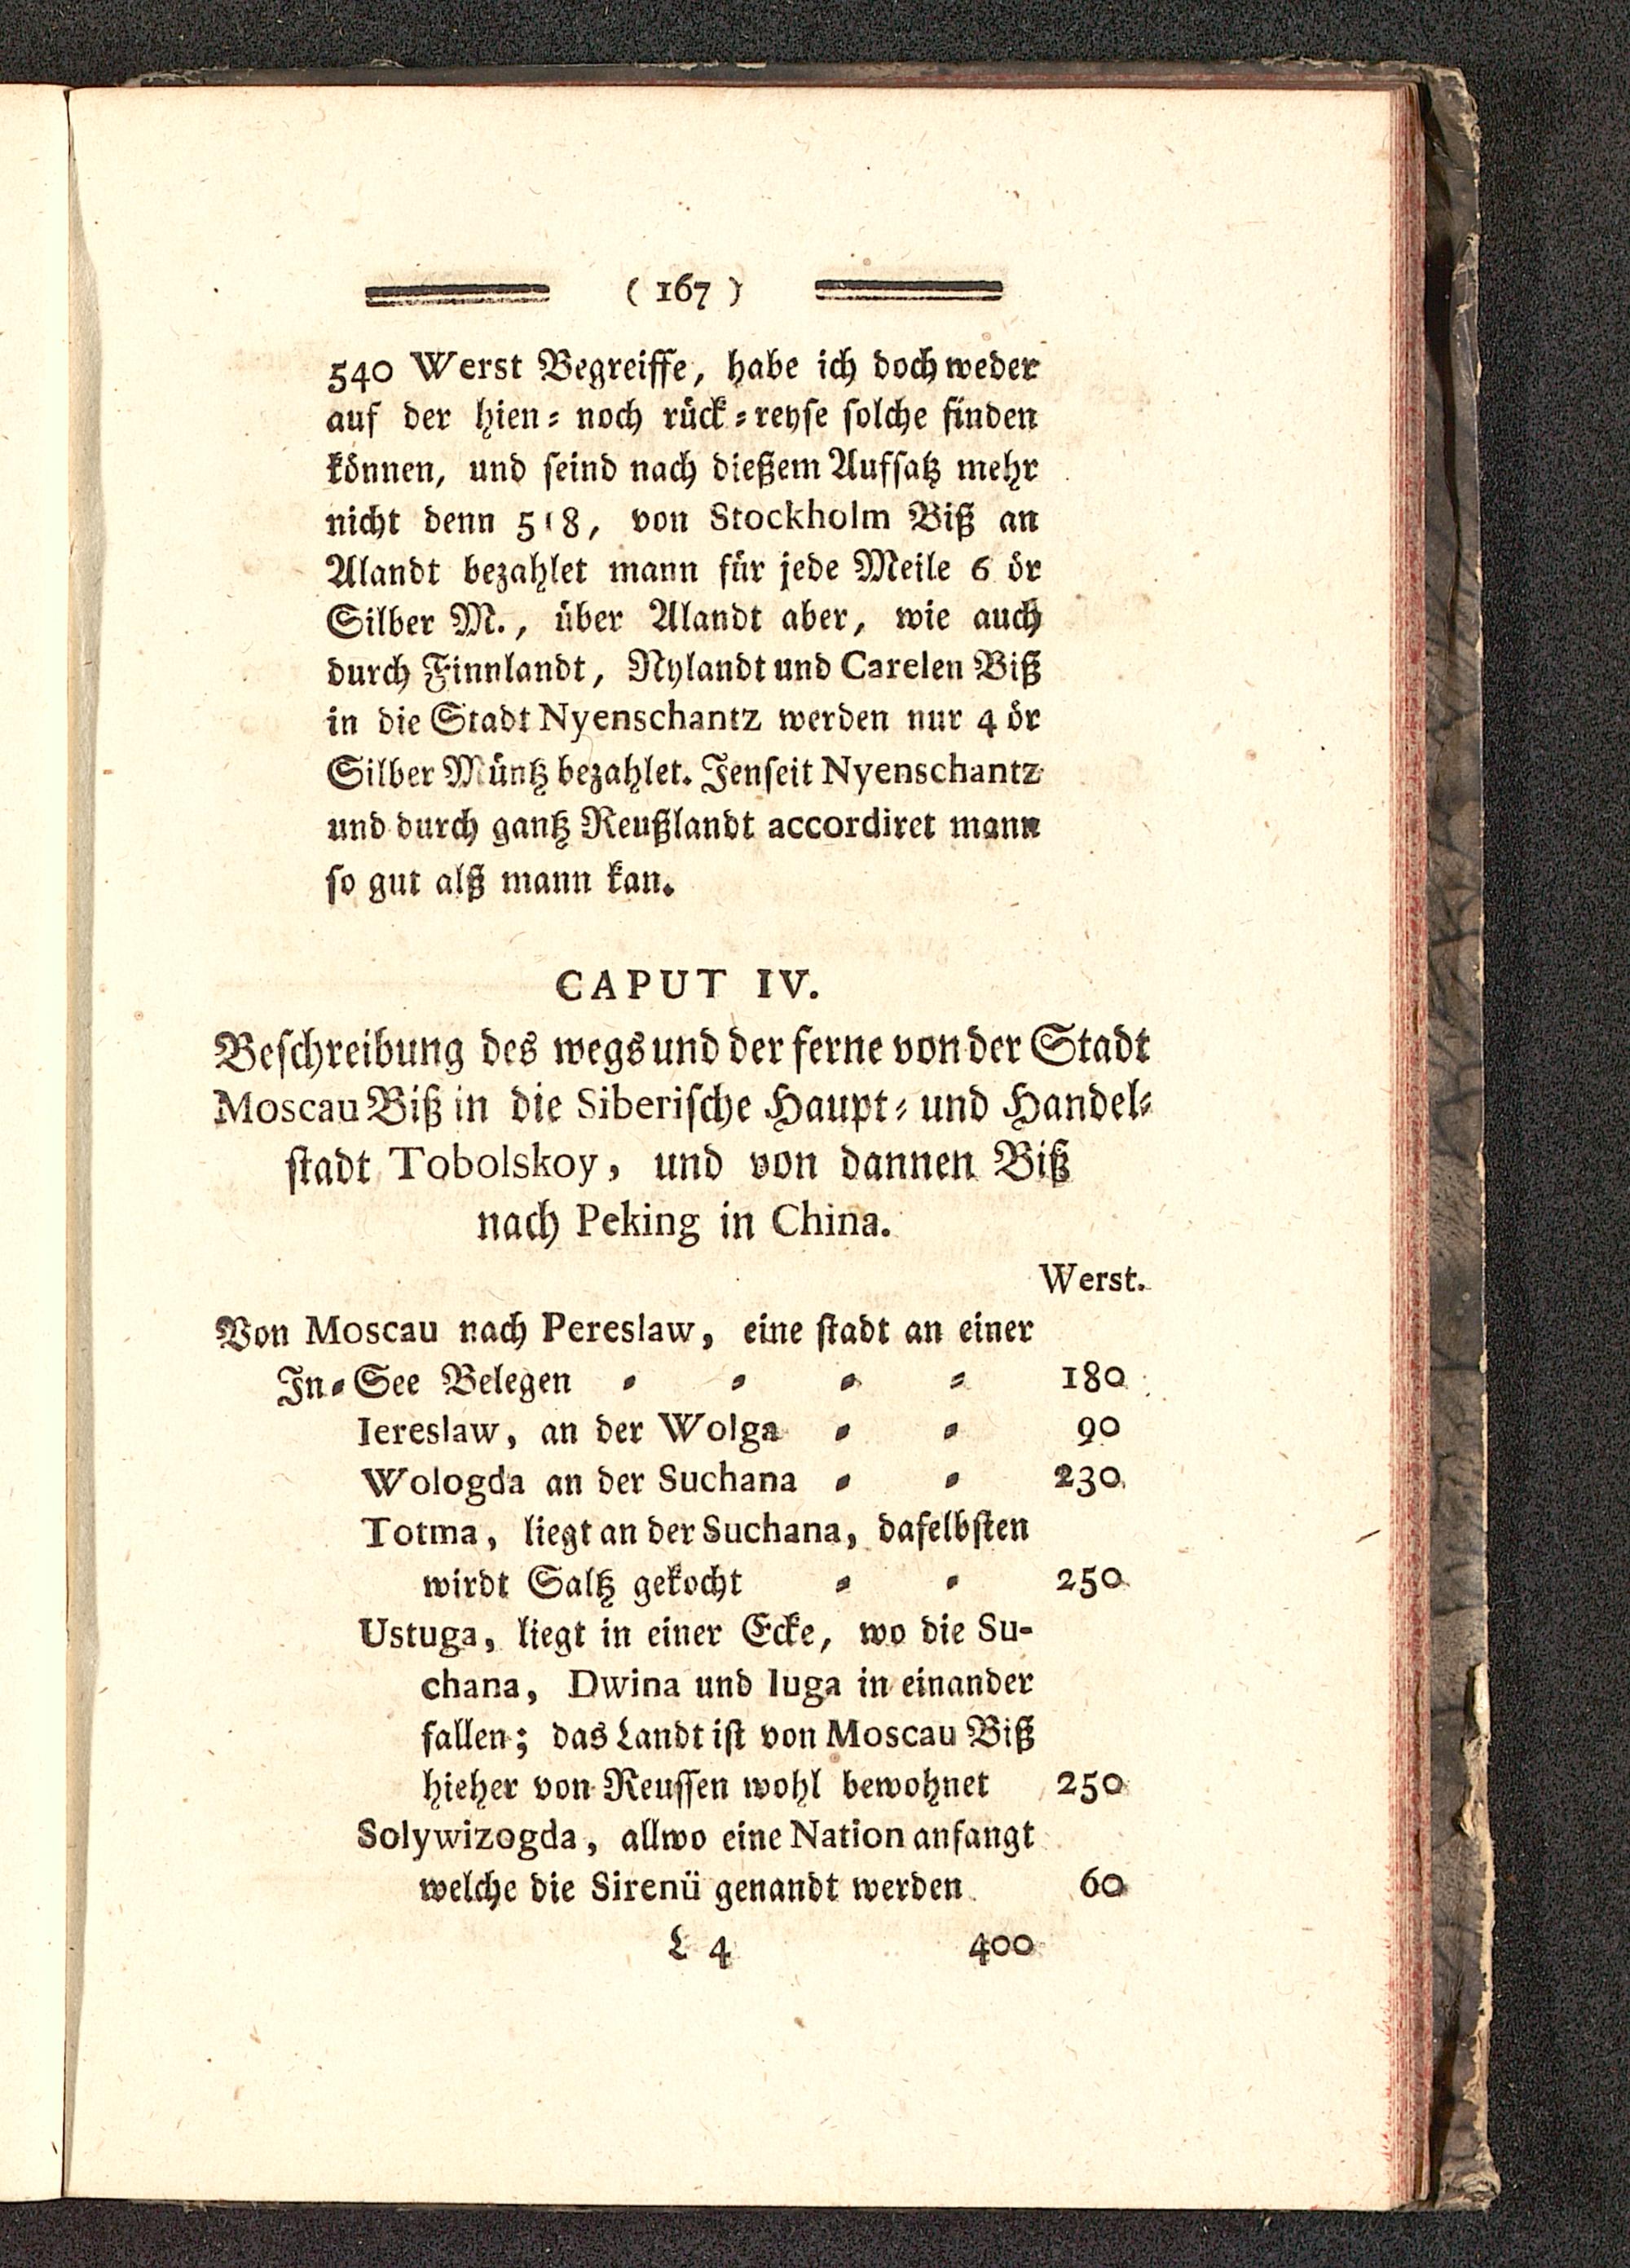 ( 167 )
540 Werst Begreiffe, habe ich doch weder
auf der hien= noch rück=reyse solche finden
können, und seind nach dießem Aufsatz mehr
nicht denn 518, von Stockholm Biß an
Alandt bezahlet mann für jede Meile 6 ör
Silber M., über Alandt aber, wie auch
durch Finnlandt, Nylandt und Carelen Biß
in die Stadt Nyenschantz werden nur 4 ör
Silber Müntz bezahlet. Jenseit Nyenschantz
und durch gantz Reußlandt accordiret mann
so gut alß mann kan.
CAPUT IV.
Beschreibung des wegs und der ferne von der Stadt
Moscau Biß in die Siberische Haupt= und Handel=
stadt Tobolskoy, und von dannen Biß
nach Peking in China.
Werst.
Von Moscau nach Pereslaw, eine stadt an einer
In=See Belegen = = = = 180
Iereslaw, an der Wolga = = 90
Wologda an der Suchana = = 230
Totma, liegt an der Suchana, daselbsten
wirdt Saltz gekocht = = 250
Ustuga, liegt in einer Ecke, wo die Su-
chana, Dwina und Iuga in einander
fallen; das Landt ist von Moscau Biß
hieher von Reussen wohl bewohnet 250
Solywizogda, allwo eine Nation anfangt
welche die Sirenü genandt werden 60
L 4 400